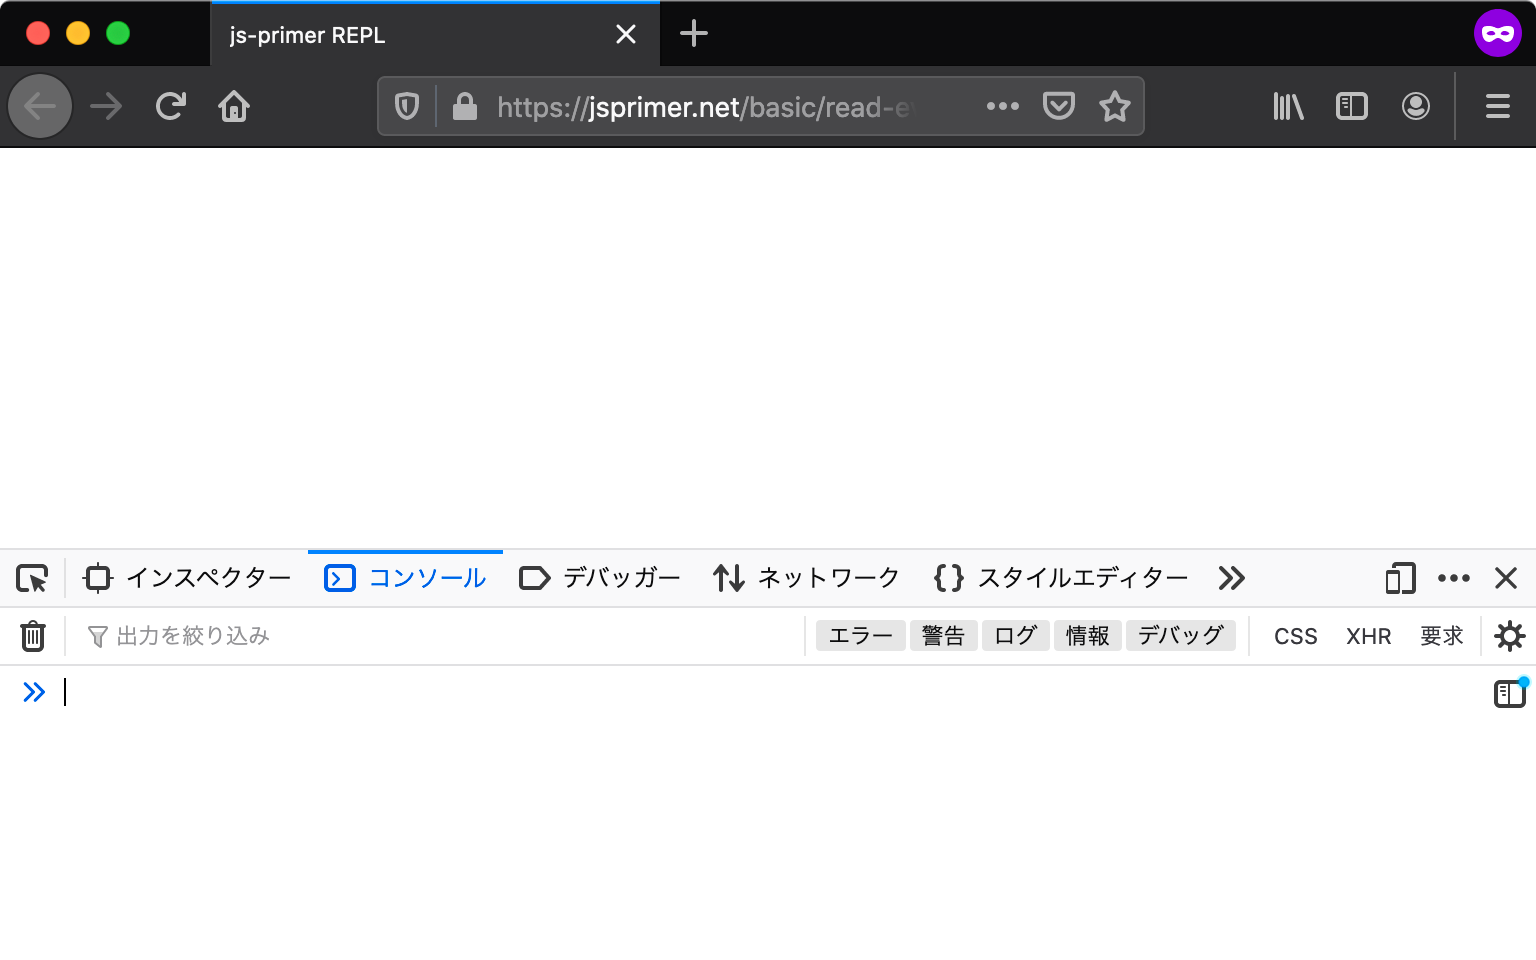 js-primer REPL
https://jsprimer.net/basic/read-ev
インスペクター コンソール デバッガー ネットワーク スタイルエディター
出力を絞り込み エラー 警告 ログ 情報 デバッグ CSS XHR 要求